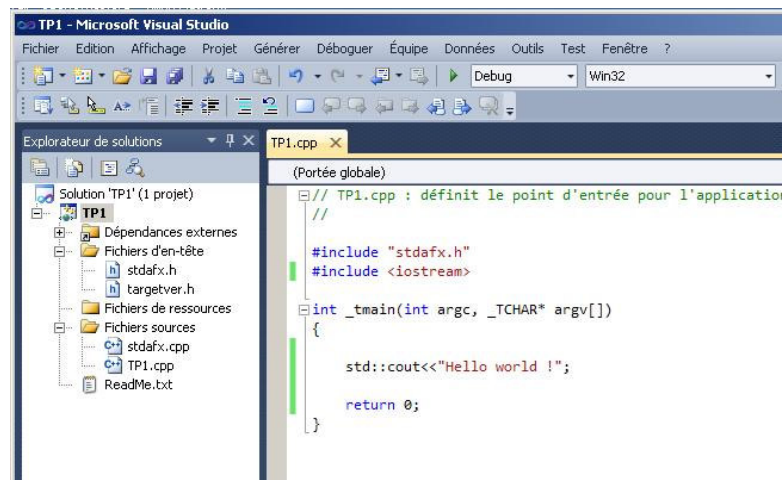 TP1 - Microsoft Visual Studio
Fichier Edition Affichage Projet Générer Déboguer Équipe Données Outils Test Fenêtre ?
Debug Win32
Explorateur de solutions
TP1.cpp
(Portée globale)
Solution 'TP1' (1 projet)
TP1
Dépendances externes
Fichiers d'en-tête
stdafx.h
targetver.h
Fichiers de ressources
Fichiers sources
stdafx.cpp
TP1.cpp
ReadMe.txt
// TP1.cpp : définit le point d'entrée pour l'application
//
#include "stdafx.h"
#include <iostream>
int _tmain(int argc, _TCHAR* argv[])
{
std::cout<<"Hello world !";
return 0;
}